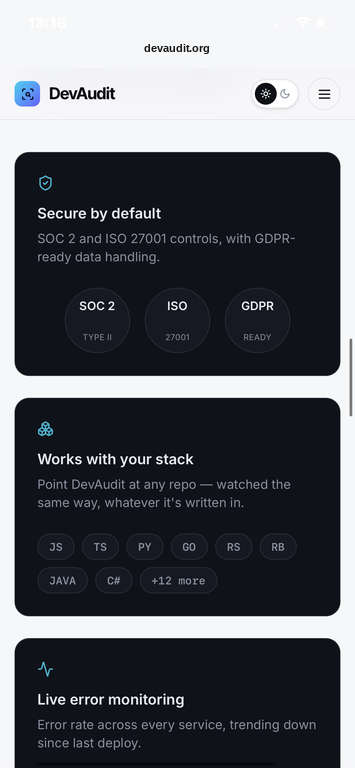 13:18
devaudit.org
DevAudit
Secure by default
SOC 2 and ISO 27001 controls, with GDPR-
ready data handling.
SOC 2
TYPE II
ISO
27001
GDPR
READY
Works with your stack
Point DevAudit at any repo — watched the
same way, whatever it's written in.
JS
TS
PY
GO
RS
RB
JAVA
C#
+12 more
Live error monitoring
Error rate across every service, trending down
since last deploy.